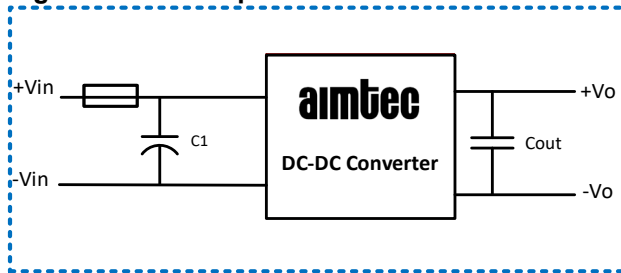 +Vin
aimtec
+Vo
C1
Cout
DC-DC Converter
-Vin
-Vo